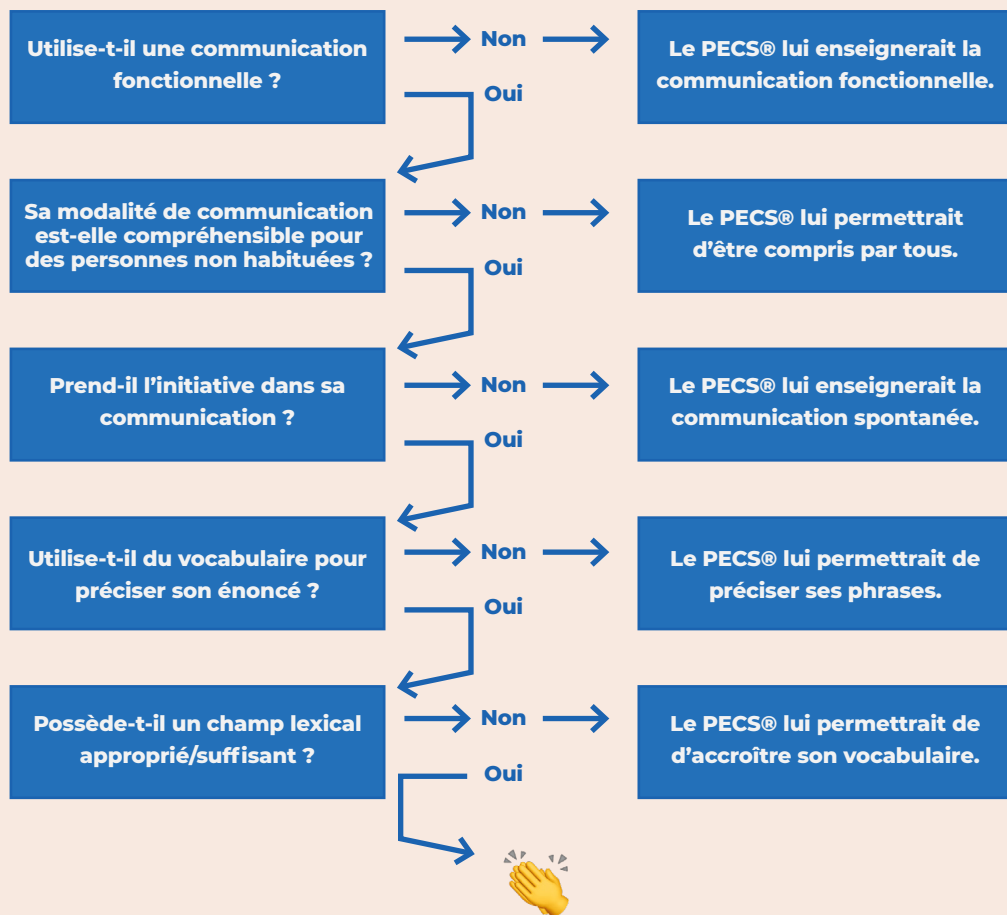 Utilise-t-il une communication
fonctionnelle ?
Non
Le PECS® lui enseignerait la
communication fonctionnelle.
Oui
Sa modalité de communication
est-elle compréhensible pour
des personnes non habituées ?
Non
Le PECS® lui permettrait
d’être compris par tous.
Oui
Prend-il l’initiative dans sa
communication ?
Non
Le PECS® lui enseignerait la
communication spontanée.
Oui
Utilise-t-il du vocabulaire pour
préciser son énoncé ?
Non
Le PECS® lui permettrait de
préciser ses phrases.
Oui
Possède-t-il un champ lexical
approprié/suffisant ?
Non
Le PECS® lui permettrait de
d’accroître son vocabulaire.
Oui